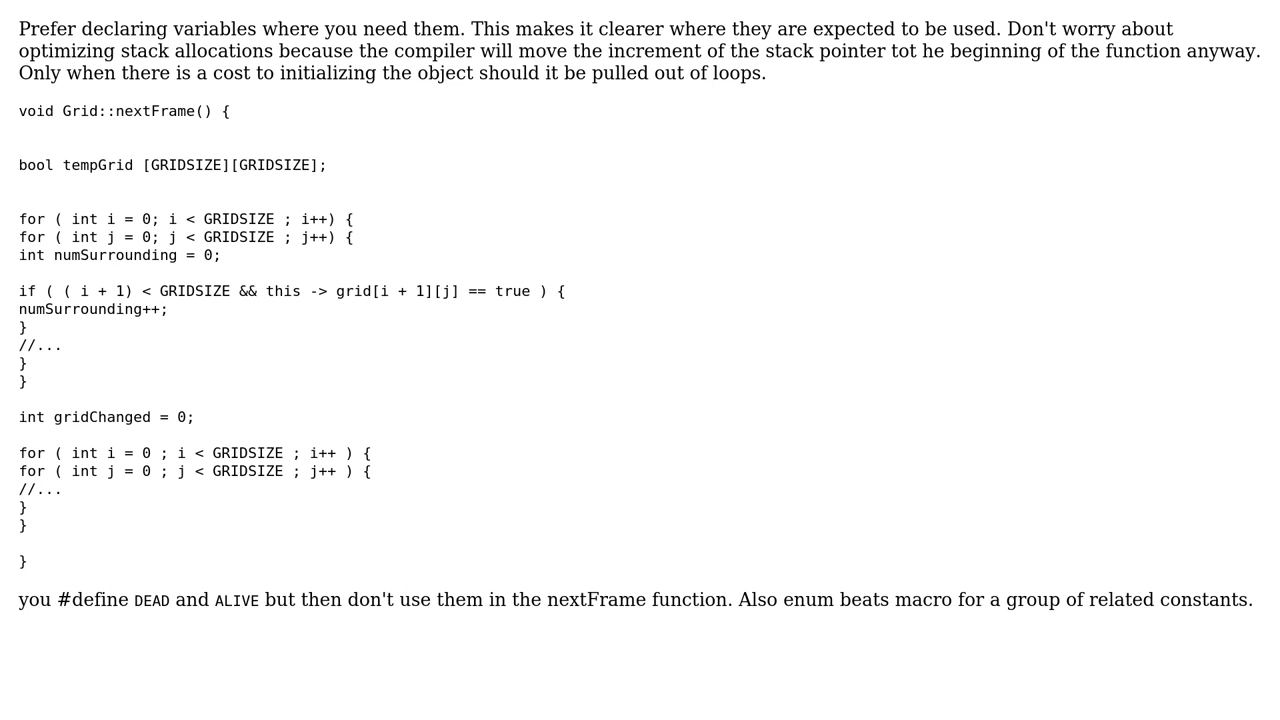 Prefer declaring variables where you need them. This makes it clearer where they are expected to be used. Don't worry about
optimizing stack allocations because the compiler will move the increment of the stack pointer tot he beginning of the function anyway.
Only when there is a cost to initializing the object should it be pulled out of loops.
void Grid::nextFrame() {
bool tempGrid [GRIDSIZE][GRIDSIZE];
for ( int i = 0; i < GRIDSIZE ; i++) {
for ( int j = 0; j < GRIDSIZE ; j++) {
int numSurrounding = 0;
if ( ( i + 1) < GRIDSIZE && this -> grid[i + 1][j] == true ) {
numSurrounding++;
}
//...
}
}
int gridChanged = 0;
for ( int i = 0 ; i < GRIDSIZE ; i++ ) {
for ( int j = 0 ; j < GRIDSIZE ; j++ ) {
//...
}
}
}
you #define DEAD and ALIVE but then don't use them in the nextFrame function. Also enum beats macro for a group of related constants.